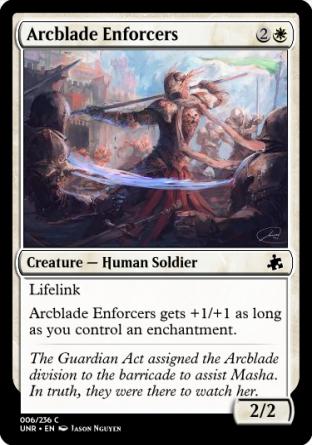 Arcblade Enforcers 2
Creature — Human Soldier
Lifelink
Arcblade Enforcers gets +1/+1 as long
as you control an enchantment.
The Guardian Act assigned the Arcblade
division to the barricade to assist Masha.
In truth, they were there to watch her.
2/2
006/236 C
UNR • EN Jason Nguyen